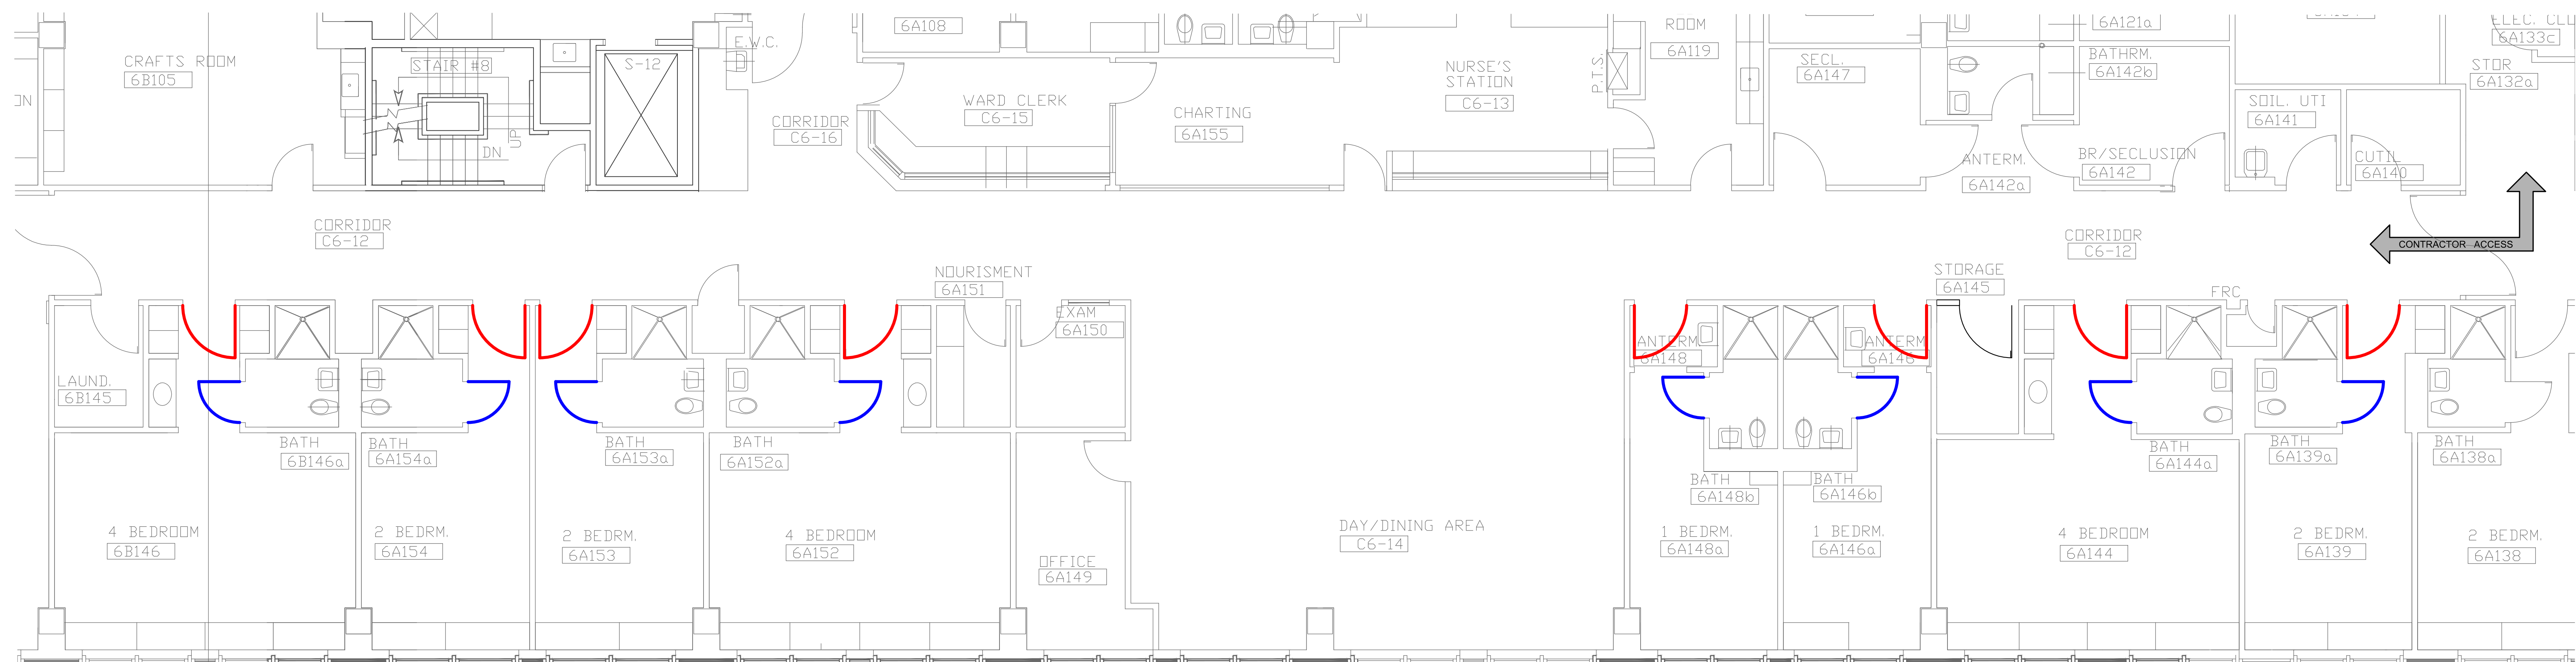 6A108
ROOM
6A119
6A121a
6A133c
CRAFTS ROOM
6B105
STAIR #8
UP
DN
S-12
E.W.C.
CORRIDOR
C6-16
WARD CLERK
C6-15
CHARTING
6A155
NURSE'S
STATION
C6-13
P.T.S.
SECL.
6A147
BATHRM.
6A142b
ANTERM.
6A142a
BR/SECLUSION
6A142
SOIL. UTI
6A141
CUTIL
6A140
STOR
6A132a
CORRIDOR
C6-12
CORRIDOR
C6-12
CONTRACTOR ACCESS
NOURISMENT
6A151
EXAM
6A150
STORAGE
6A145
FRC
LAUND.
6B145
ANTERM.
6A148
ANTERM.
6A146
BATH
6B146a
BATH
6A154a
BATH
6A153a
BATH
6A152a
BATH
6A148b
BATH
6A146b
BATH
6A144a
BATH
6A139a
BATH
6A138a
4 BEDROOM
6B146
2 BEDRM.
6A154
2 BEDRM.
6A153
4 BEDROOM
6A152
OFFICE
6A149
DAY/DINING AREA
C6-14
1 BEDRM.
6A148a
1 BEDRM.
6A146a
4 BEDROOM
6A144
2 BEDRM.
6A139
2 BEDRM.
6A138